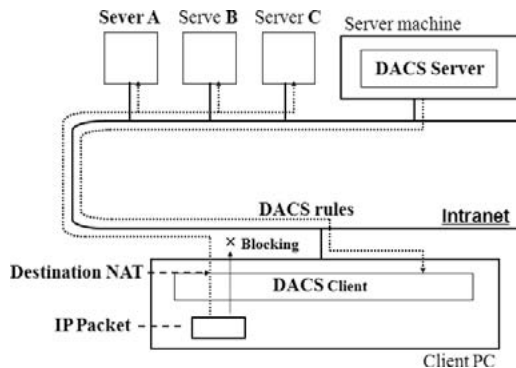 Sever A
Serve B
Server C
Server machine
DACS Server
DACS rules
Intranet
Blocking
Destination NAT
DACS Client
IP Packet
Client PC